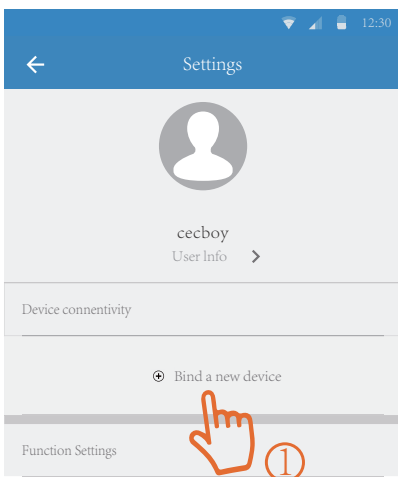 12:30
Settings
cecboy
User Info
Device connentivity
Bind a new device
Function Settings
1